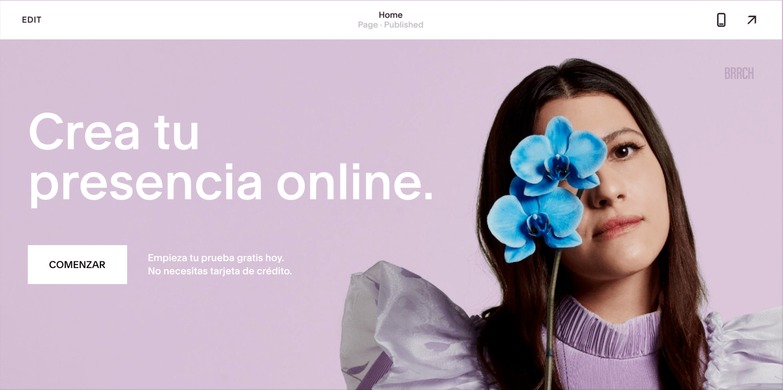 EDIT
Home
Page · Published
BRRCH
Crea tu
presencia online.
COMENZAR
Empieza tu prueba gratis hoy.
No necesitas tarjeta de crédito.